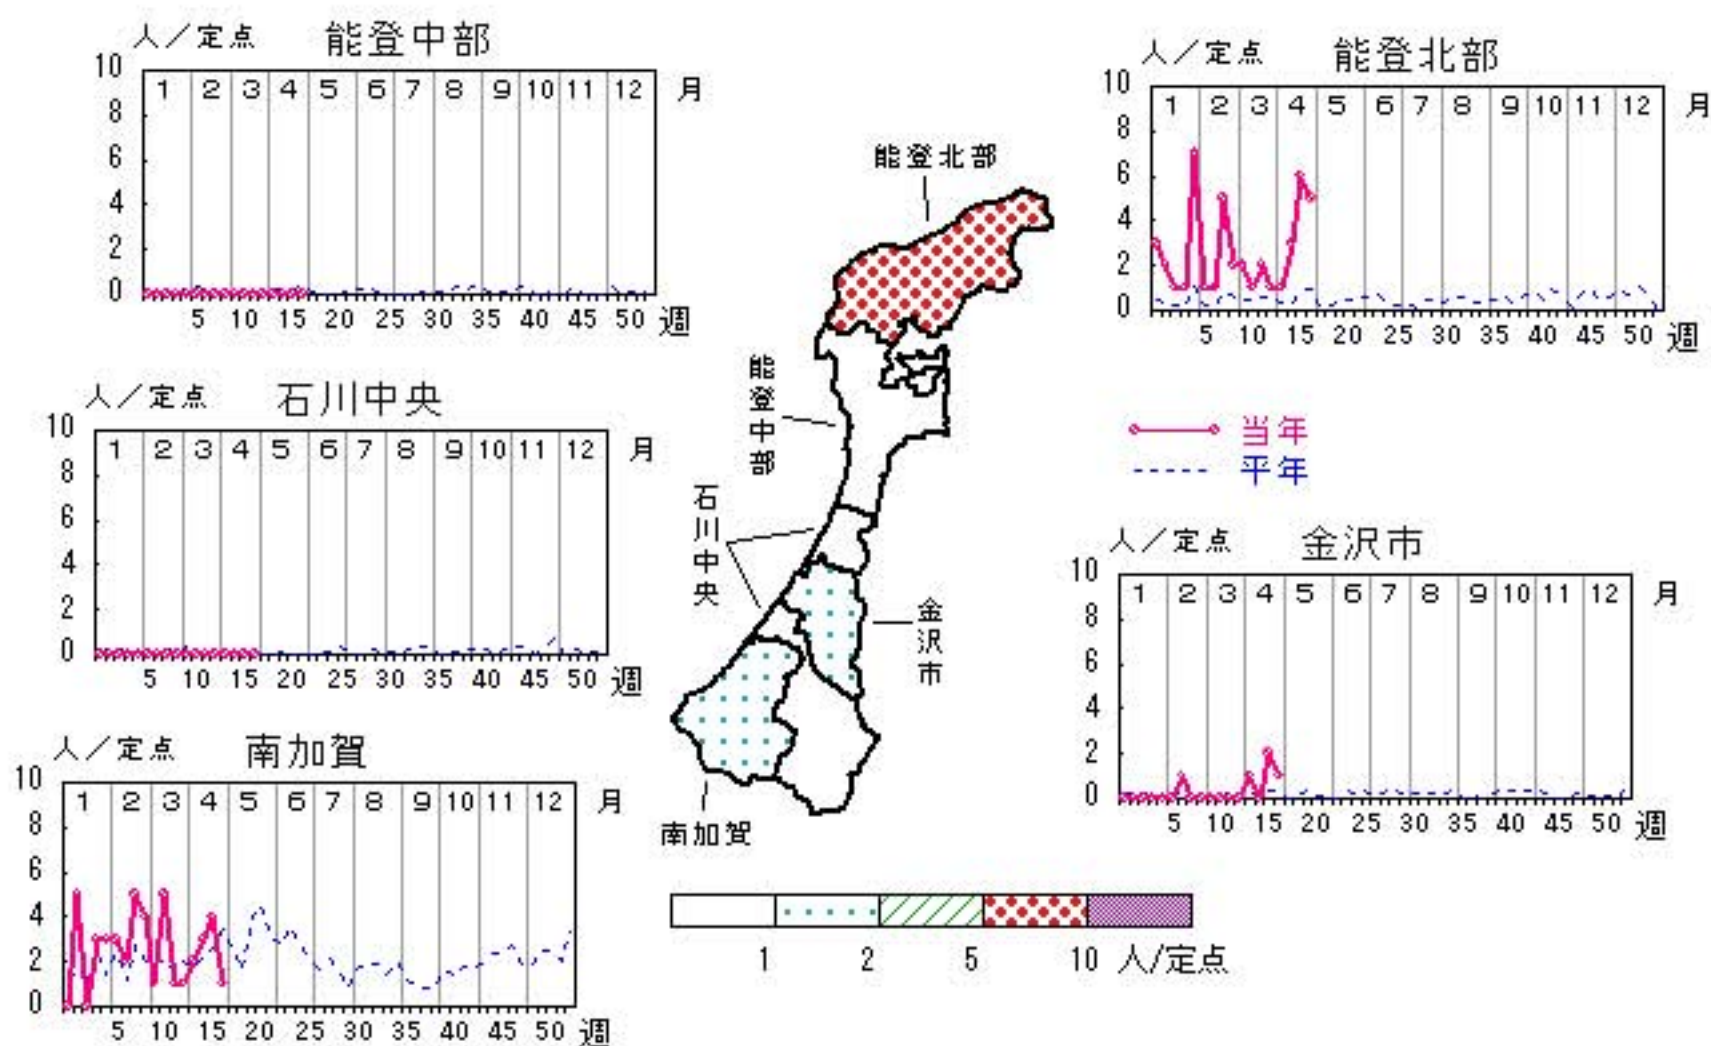 人／定点 能登中部
10 8 6 4 2 0
1 2 3 4 5 6 7 8 9 10 11 12 月
5 10 15 20 25 30 35 40 45 50 週
人／定点 能登北部
10 8 6 4 2 0
1 2 3 4 5 6 7 8 9 10 11 12 月
5 10 15 20 25 30 35 40 45 50 週
人／定点 石川中央
10 8 6 4 2 0
1 2 3 4 5 6 7 8 9 10 11 12 月
5 10 15 20 25 30 35 40 45 50 週
当年
平年
人／定点 金沢市
10 8 6 4 2 0
1 2 3 4 5 6 7 8 9 10 11 12 月
5 10 15 20 25 30 35 40 45 50 週
人／定点 南加賀
10 8 6 4 2 0
1 2 3 4 5 6 7 8 9 10 11 12 月
5 10 15 20 25 30 35 40 45 50 週
能登北部
能登中部
石川中央
金沢市
南加賀
1 2 5 10 人/定点